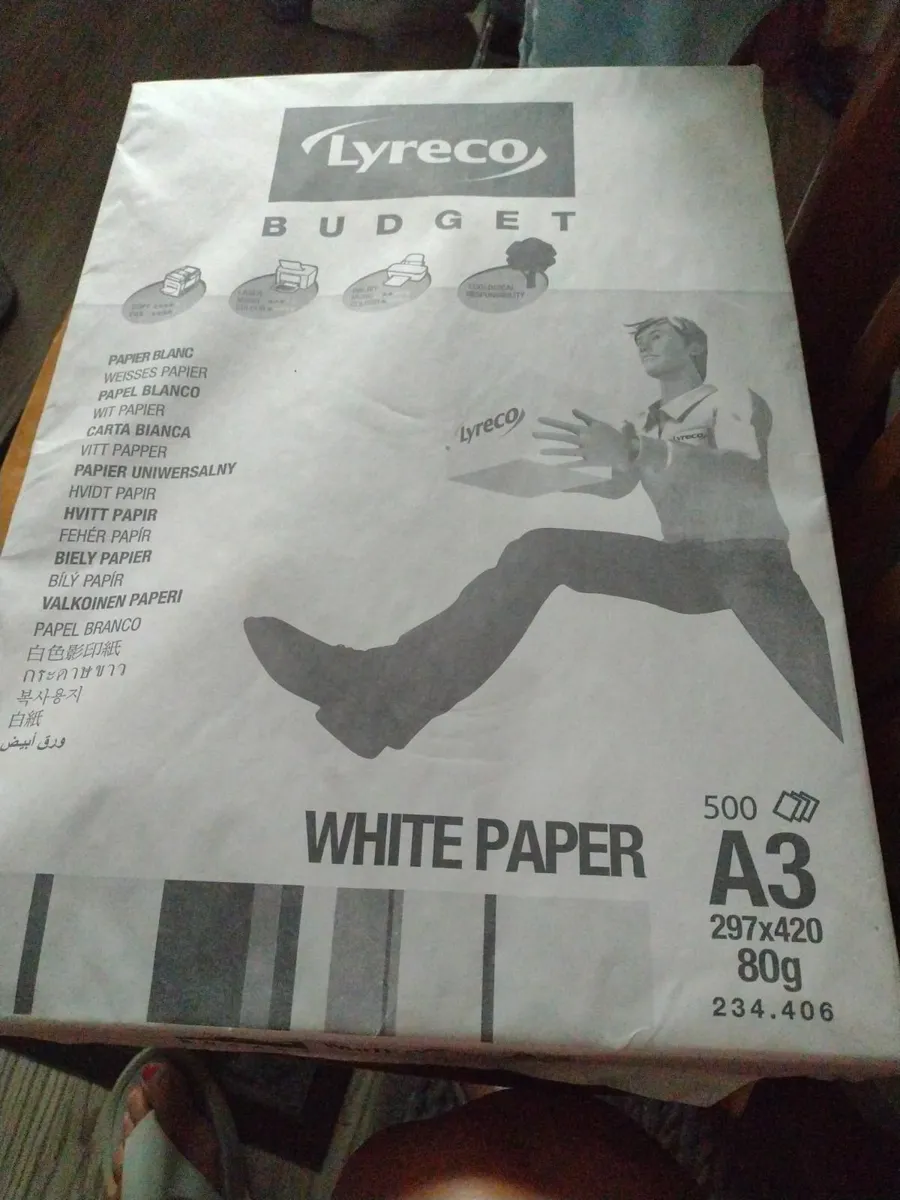 Lyreco
BUDGET
ECOLOGICAL
RESPONSIBILITY
PAPIER BLANC
WEISSES PAPIER
PAPEL BLANCO
WIT PAPIER
CARTA BIANCA
VITT PAPPER
PAPIER UNIWERSALNY
HVIDT PAPIR
HVITT PAPIR
FEHÉR PAPÍR
BIELY PAPIER
BÍLÝ PAPÍR
VALKOINEN PAPERI
PAPEL BRANCO
白色影印紙
กระดาษขาว
복사용지
白紙
ورق أبيض
Lyreco
Lyreco
WHITE PAPER
500
A3
297x420
80g
234.406